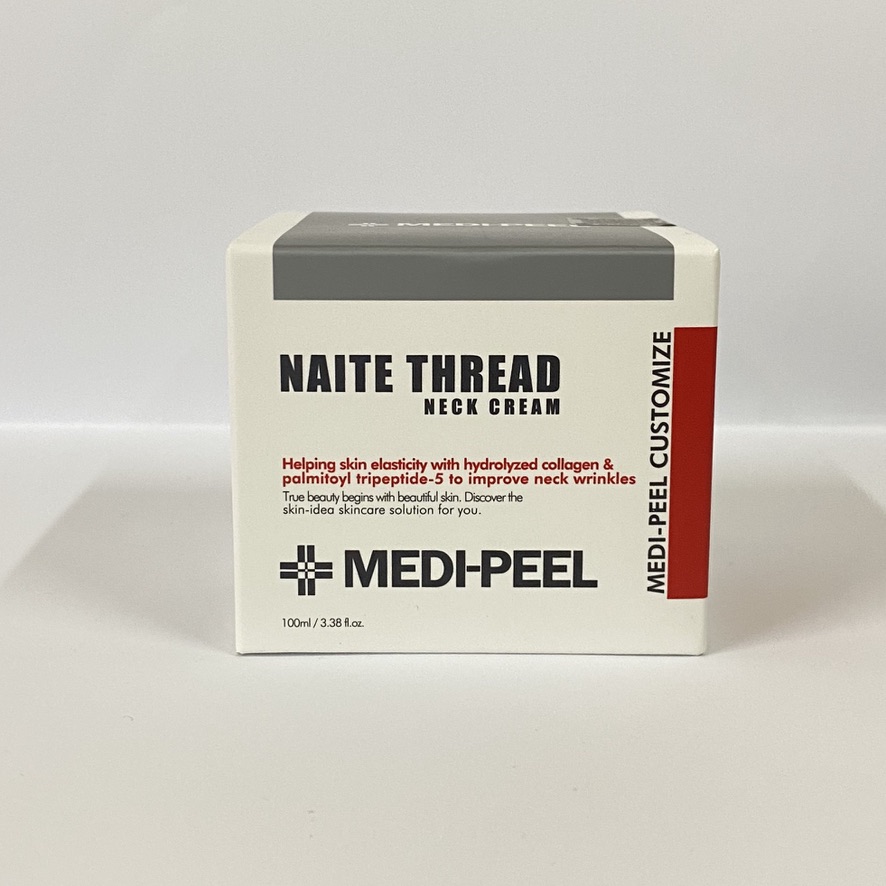 MEDI-PEEL
NAITE THREAD
NECK CREAM
Helping skin elasticity with hydrolyzed collagen &
palmitoyl tripeptide-5 to improve neck wrinkles
True beauty begins with beautiful skin. Discover the
skin-idea skincare solution for you.
MEDI-PEEL
100ml / 3.38 fl.oz.
MEDI-PEEL CUSTOMIZE